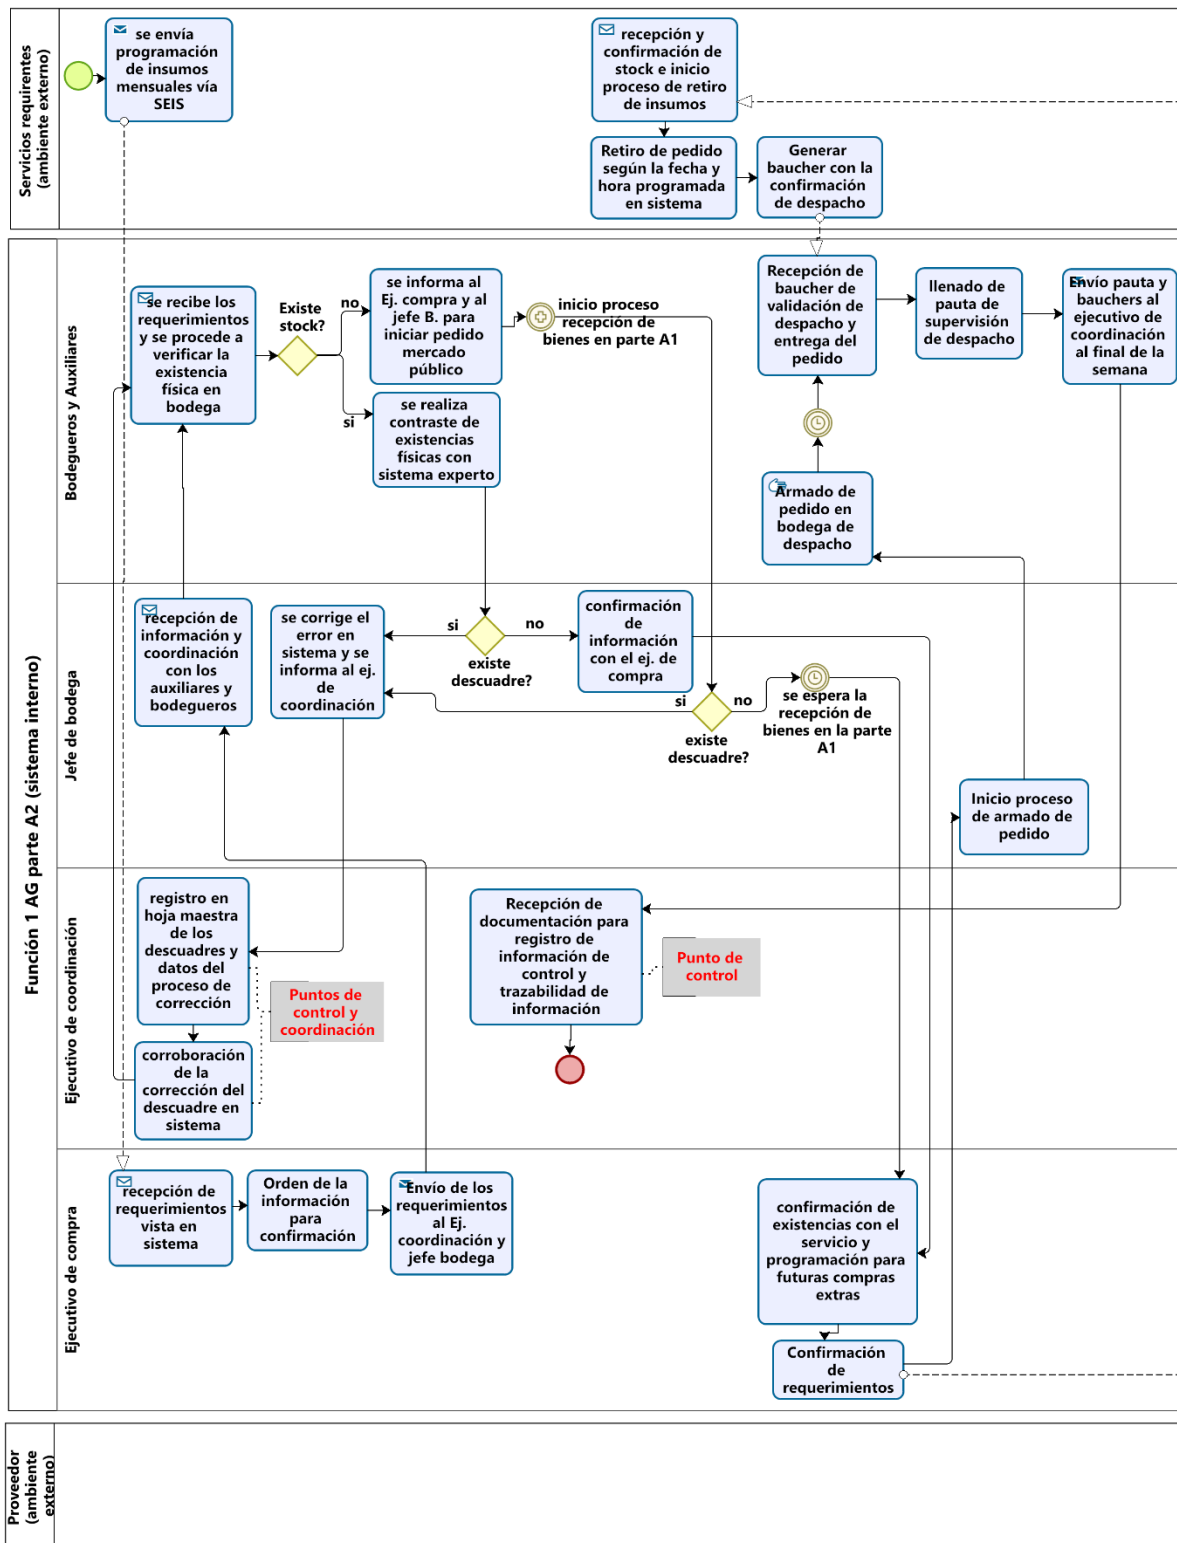 Servicios requirentes
(ambiente externo)
se envía
programación
de insumos
mensuales vía
SEIS
recepción y
confirmación de
stock e inicio
proceso de retiro
de insumos
Retiro de pedido
según la fecha y
hora programada
en sistema
Generar
baucher con la
confirmación
de despacho
Función 1 AG parte A2 (sistema interno)
Bodegueros y Auxiliares
se recibe los
requerimientos
y se procede a
verificar la
existencia
física en
bodega
Existe
stock?
no
si
se informa al
Ej. compra y al
jefe B. para
iniciar pedido
mercado
público
inicio proceso
recepción de
bienes en parte A1
se realiza
contraste de
existencias
físicas con
sistema experto
Recepción de
baucher de
validación de
despacho y
entrega del
pedido
llenado de
pauta de
supervisión
de despacho
Envío pauta y
bauchers al
ejecutivo de
coordinación
al final de la
semana
Armado de
pedido en
bodega de
despacho
Jefe de bodega
recepción de
información y
coordinación
con los
auxiliares y
bodegueros
se corrige el
error en
sistema y se
informa al ej.
de
coordinación
si
no
existe
descuadre?
confirmación
de
información
con el ej. de
compra
si
no
existe
descuadre?
se espera la
recepción de
bienes en la parte
A1
Inicio proceso
de armado de
pedido
Ejecutivo de coordinación
registro en
hoja maestra
de los
descuadres y
datos del
proceso de
corrección
Puntos de
control y
coordinación
corroboración
de la
corrección del
descuadre en
sistema
Recepción de
documentación para
registro de
información de
control y
trazabilidad de
información
Punto de
control
Ejecutivo de compra
recepción de
requerimientos
vista en
sistema
Orden de la
información
para
confirmación
Envío de los
requerimientos
al Ej.
coordinación y
jefe bodega
confirmación de
existencias con el
servicio y
programación para
futuras compras
extras
Confirmación
de
requerimientos
Proveedor
(ambiente
externo)